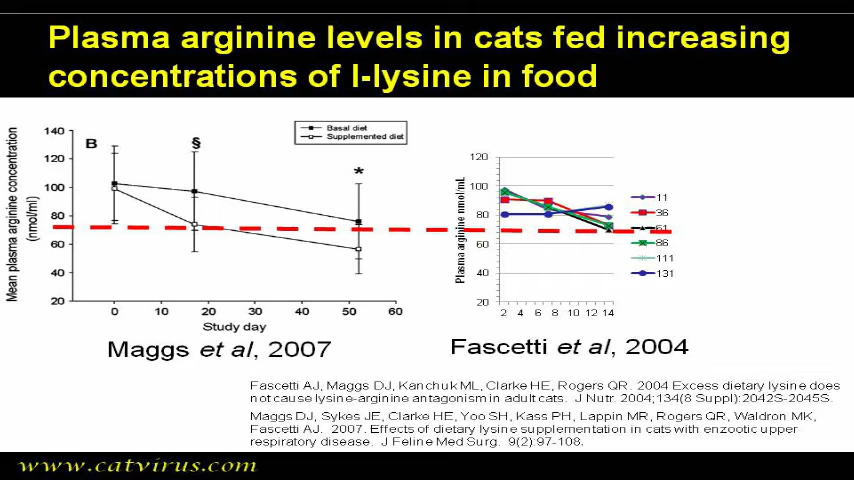 Plasma arginine levels in cats fed increasing
concentrations of l-lysine in food
Mean plasma arginine concentration
(nmol/ml)
140
120
100
80
60
40
20
B
§
*
Basal diet
Supplemented diet
0 10 20 30 40 50 60
Study day
Maggs et al, 2007
Plasma arginine nmol/mL
120
100
80
60
40
20
2 4 6 8 10 12 14
11
36
61
86
111
131
Fascetti et al, 2004
Fascetti AJ, Maggs DJ, Kanchuk ML, Clarke HE, Rogers QR. 2004 Excess dietary lysine does
not cause lysine-arginine antagonism in adult cats. J Nutr. 2004;134(8 Suppl):2042S-2045S.
Maggs DJ, Sykes JE, Clarke HE, Yoo SH, Kass PH, Lappin MR, Rogers QR, Waldron MK,
Fascetti AJ. 2007. Effects of dietary lysine supplementation in cats with enzootic upper
respiratory disease. J Feline Med Surg. 9(2):97-108.
www.catvirus.com